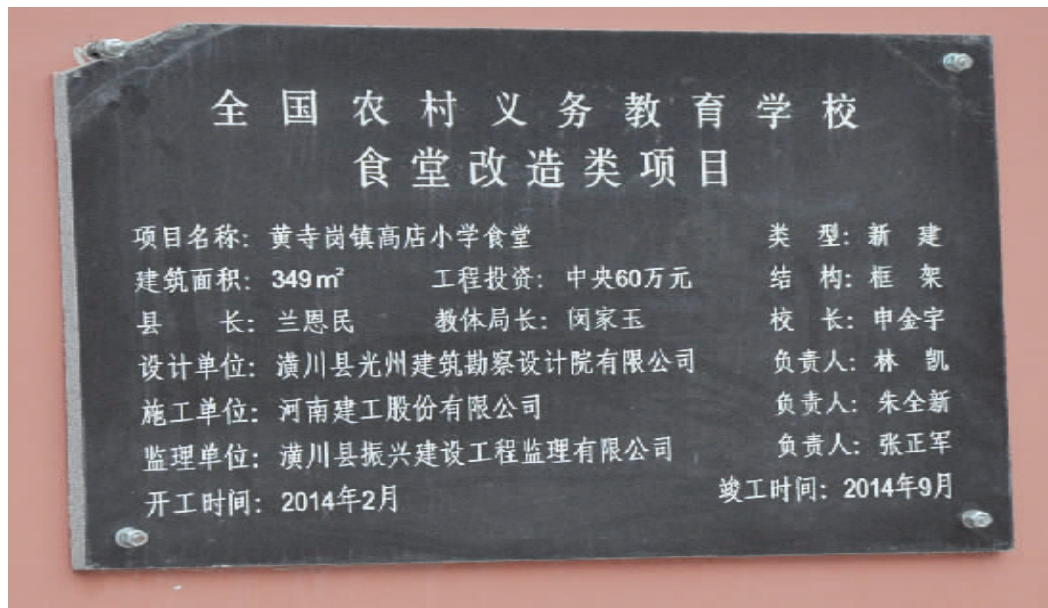 全国农村义务教育学校
食堂改造类项目
项目名称：黄寺岗镇高店小学食堂 类 型：新 建
建筑面积：349㎡ 工程投资：中央60万元 结 构：框 架
县 长：兰恩民 教体局长：闵家玉 校 长：申金宇
设计单位：潢川县光州建筑勘察设计院有限公司 负责人：林 凯
施工单位：河南建工股份有限公司 负责人：朱全新
监理单位：潢川县振兴建设工程监理有限公司 负责人：张正军
开工时间：2014年2月 竣工时间：2014年9月